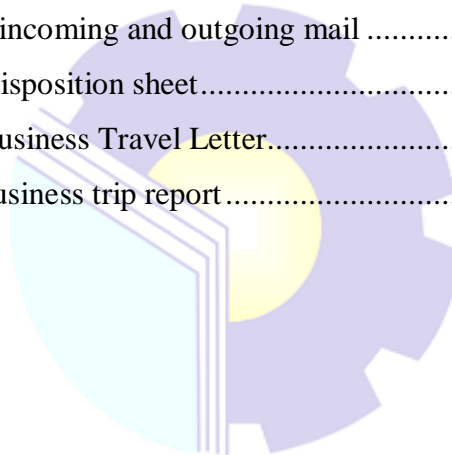 incoming and outgoing mail ............
isposition sheet..............................
usiness Travel Letter......................
usiness trip report ...........................